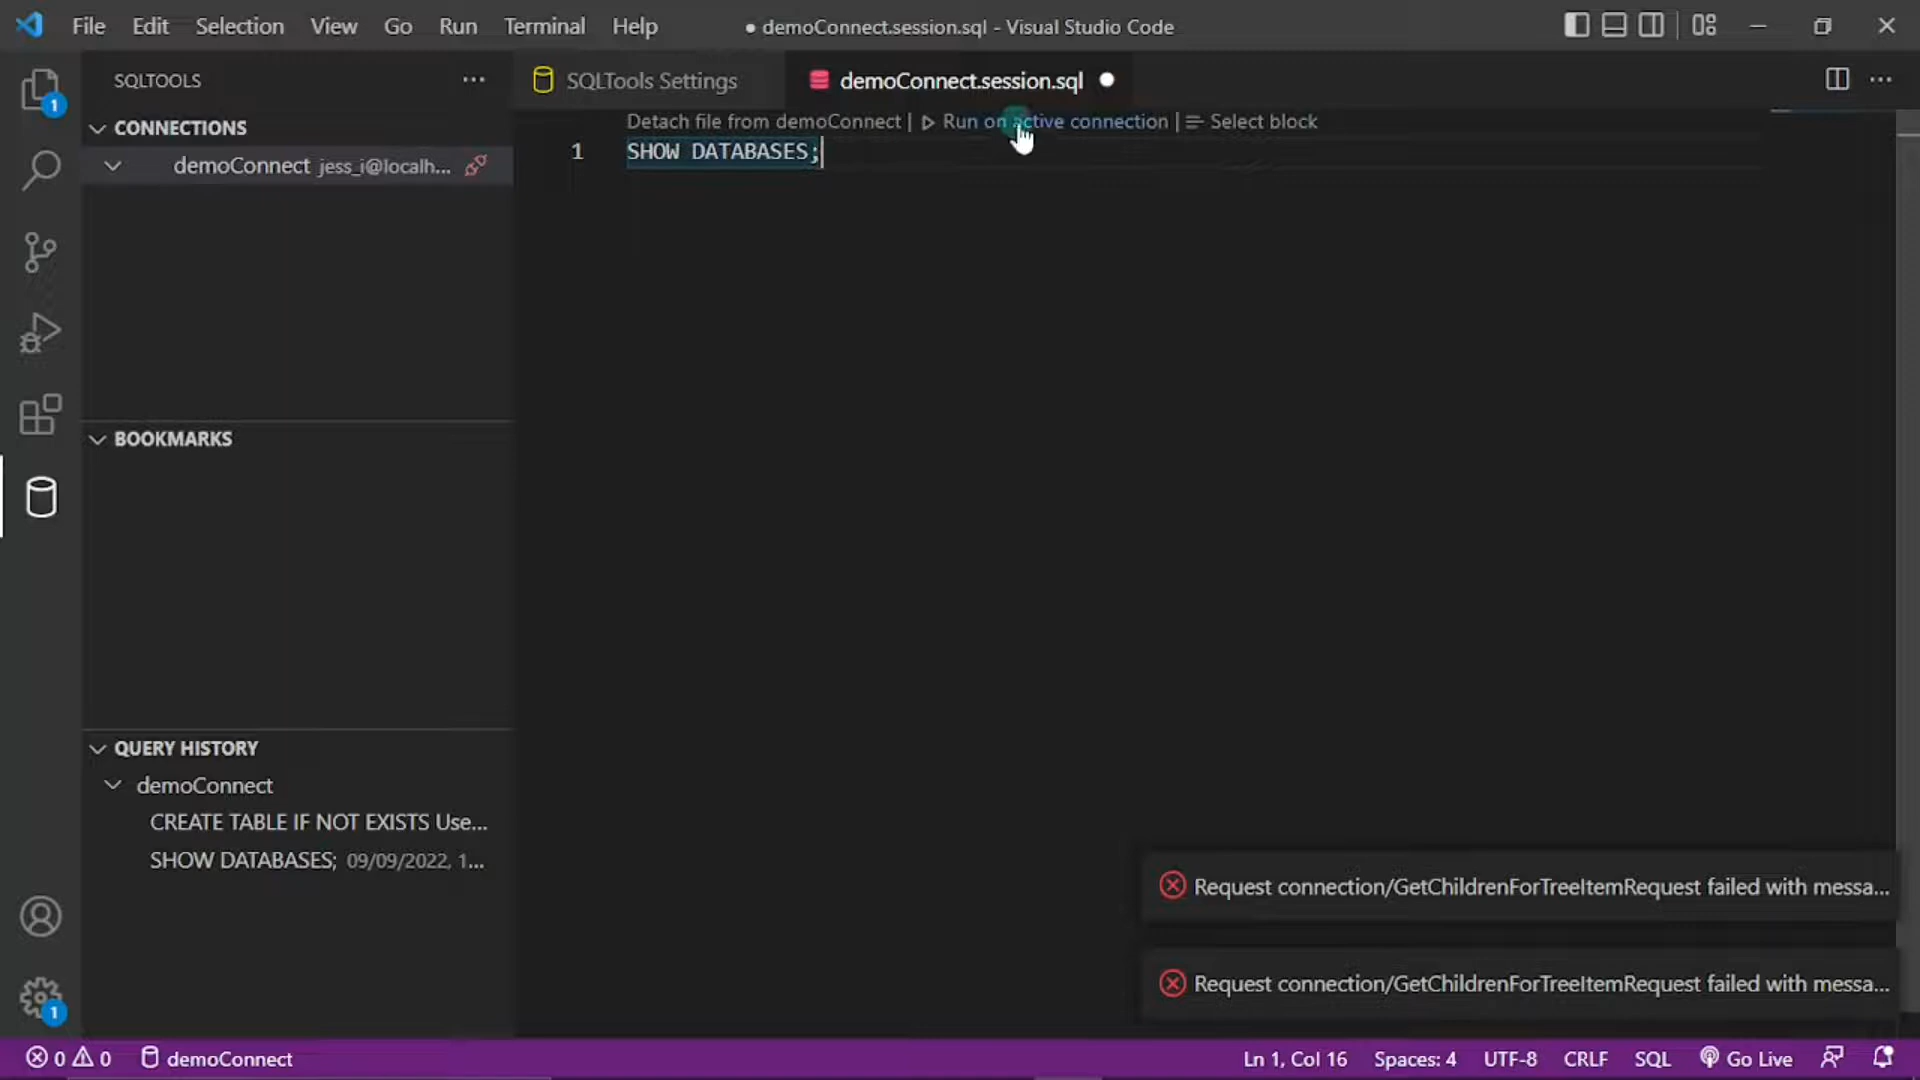 File Edit Selection View Go Run Terminal Help
● demoConnect.session.sql - Visual Studio Code
SQLTOOLS
SQLTools Settings
demoConnect.session.sql
CONNECTIONS
demoConnect jess_i@localh...
Detach file from demoConnect | Run on active connection | Select block
1 SHOW DATABASES;
BOOKMARKS
QUERY HISTORY
demoConnect
CREATE TABLE IF NOT EXISTS Use...
SHOW DATABASES; 09/09/2022, 1...
Request connection/GetChildrenForTreeItemRequest failed with messa...
Request connection/GetChildrenForTreeItemRequest failed with messa...
1
1
0 0 demoConnect
Ln 1, Col 16 Spaces: 4 UTF-8 CRLF SQL Go Live